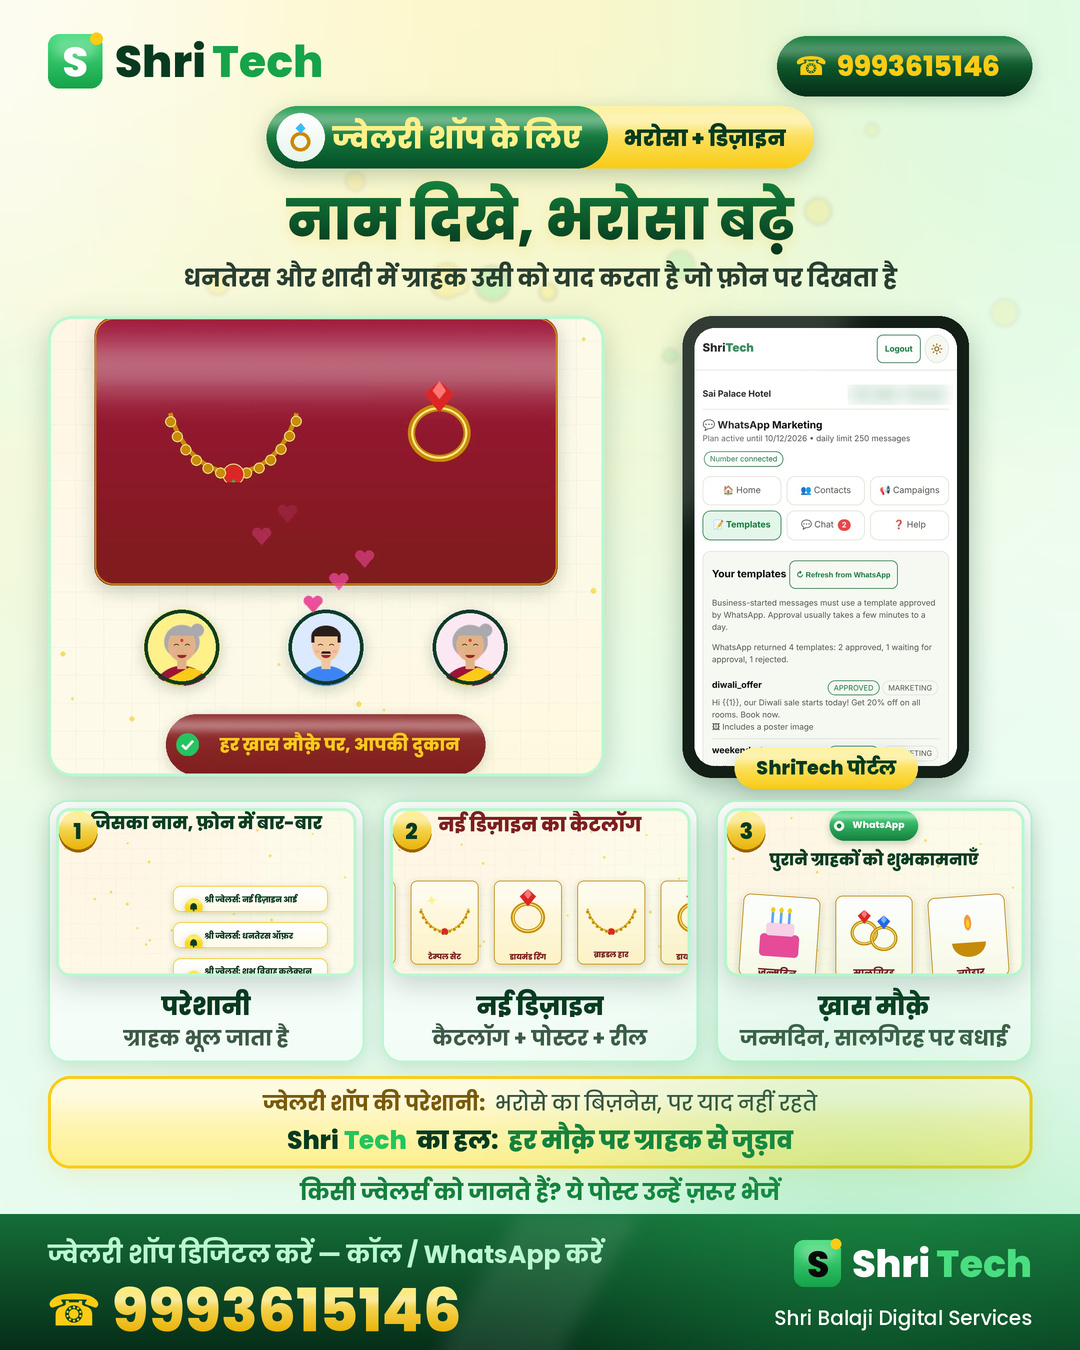 S Shri Tech
☎ 9993615146
ज्वेलरी शॉप के लिए
भरोसा + डिज़ाइन
नाम दिखे, भरोसा बढ़े
धनतेरस और शादी में ग्राहक उसी को याद करता है जो फ़ोन पर दिखता है
हर ख़ास मौक़े पर, आपकी दुकान
ShriTech
Logout
Sai Palace Hotel
💬 WhatsApp Marketing
Plan active until 10/12/2026 • daily limit 250 messages
Number connected
🏠 Home
👥 Contacts
📢 Campaigns
📝 Templates
💬 Chat 2
❓ Help
Your templates
↻ Refresh from WhatsApp
Business-started messages must use a template approved
by WhatsApp. Approval usually takes a few minutes to a
day.
WhatsApp returned 4 templates: 2 approved, 1 waiting for
approval, 1 rejected.
diwali_offer
APPROVED
MARKETING
Hi {{1}}, our Diwali sale starts today! Get 20% off on all
rooms. Book now.
🖼 Includes a poster image
ShriTech पोर्टल
1
जिसका नाम, फ़ोन में बार-बार
श्री ज्वेलर्स: नई डिज़ाइन आई
श्री ज्वेलर्स: धनतेरस ऑफ़र
श्री ज्वेलर्स: शुभ विवाह कलेक्शन
परेशानी
ग्राहक भूल जाता है
2
नई डिज़ाइन का कैटलॉग
टेम्पल सेट
डायमंड रिंग
ब्राइडल हार
नई डिज़ाइन
कैटलॉग + पोस्टर + रील
3
WhatsApp
पुराने ग्राहकों को शुभकामनाएँ
जन्मदिन
सालगिरह
त्योहार
ख़ास मौक़े
जन्मदिन, सालगिरह पर बधाई
ज्वेलरी शॉप की परेशानी: भरोसे का बिज़नेस, पर याद नहीं रहते
Shri Tech का हल: हर मौक़े पर ग्राहक से जुड़ाव
किसी ज्वेलर्स को जानते हैं? ये पोस्ट उन्हें ज़रूर भेजें
ज्वेलरी शॉप डिजिटल करें — कॉल / WhatsApp करें
☎ 9993615146
S Shri Tech
Shri Balaji Digital Services